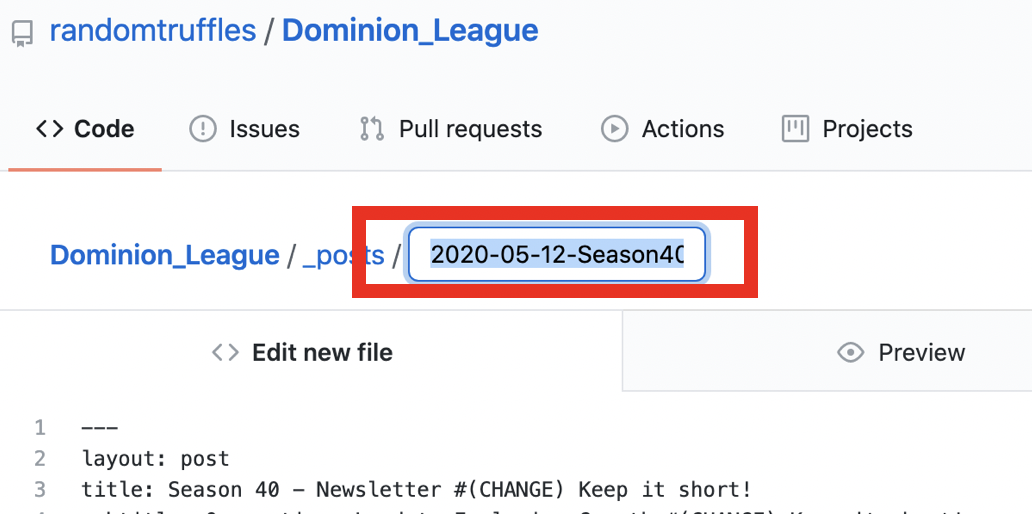 randomtruffles / Dominion_League
<> Code Issues Pull requests Actions Projects
Dominion_League / _posts / 2020-05-12-Season40
<> Edit new file Preview
1 ---
2 layout: post
3 title: Season 40 - Newsletter #(CHANGE) Keep it short!